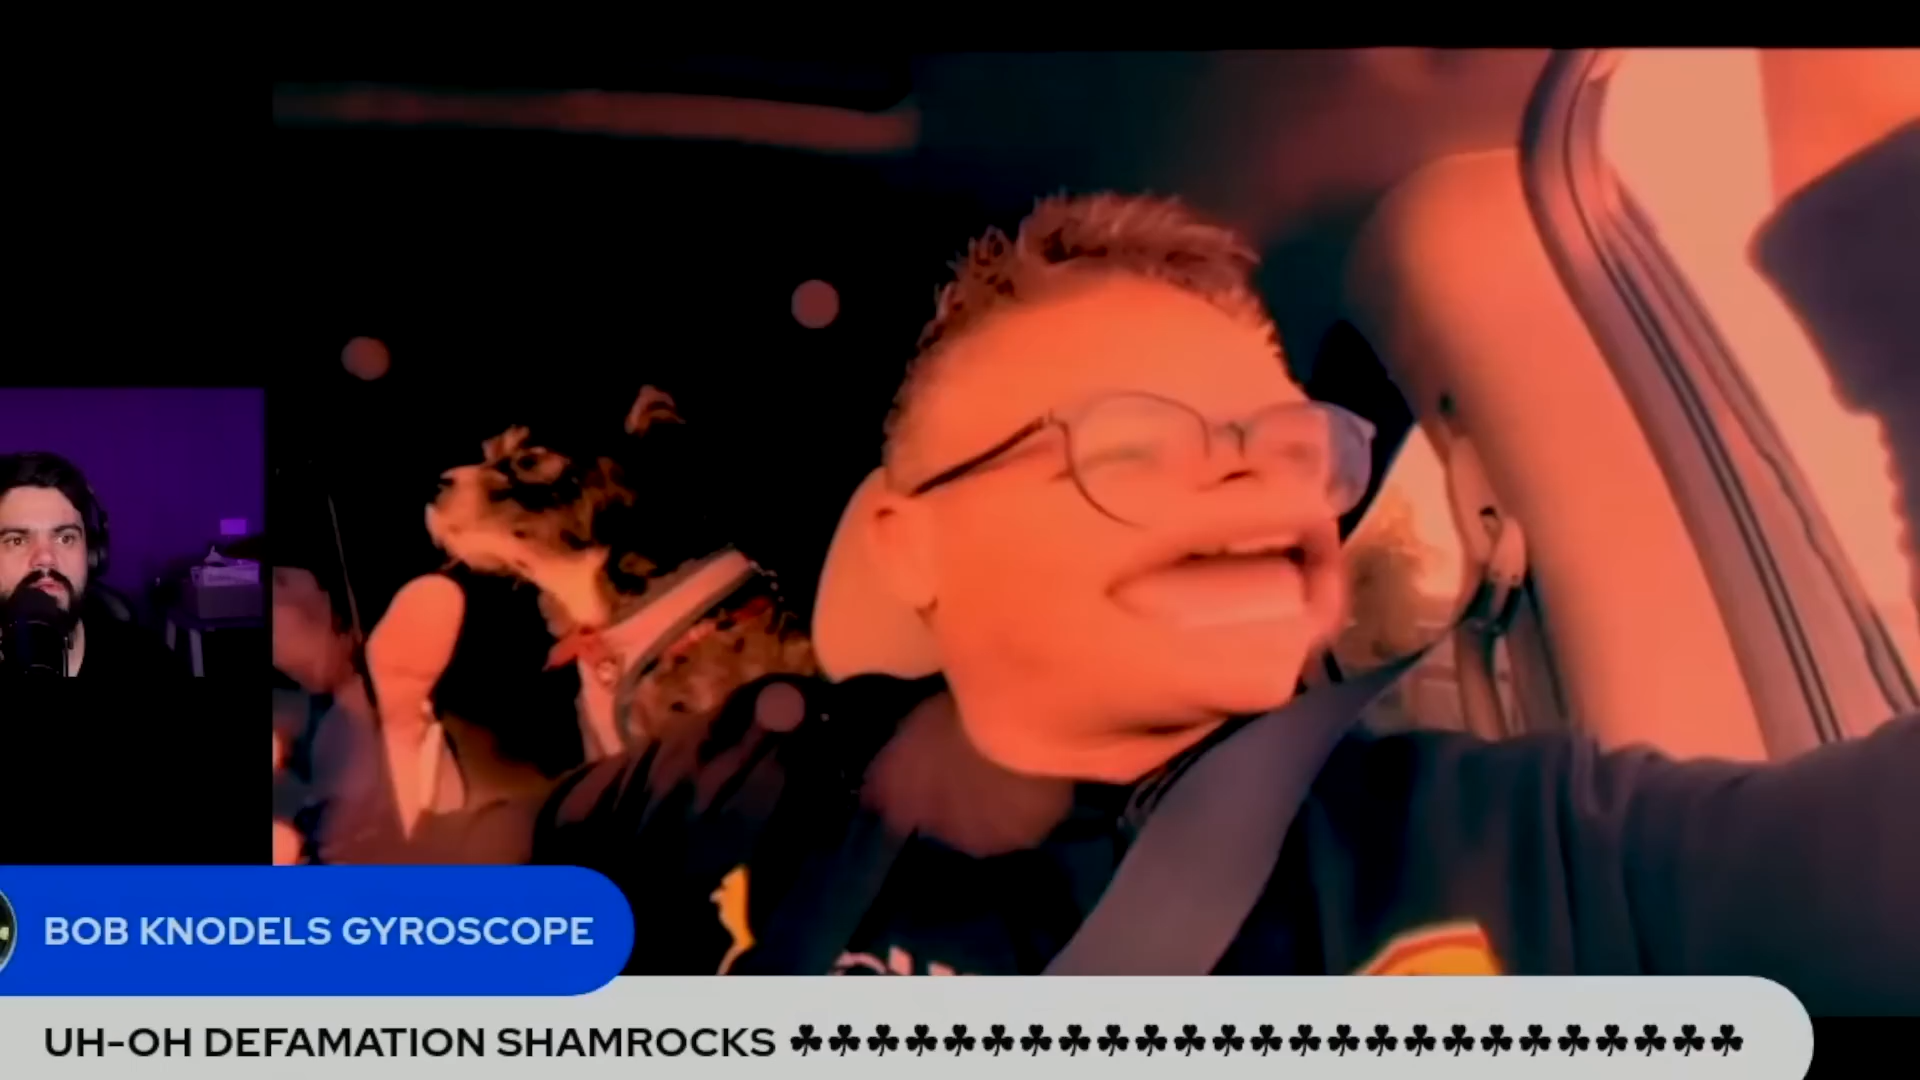 BOB KNODELS GYROSCOPE
UH-OH DEFAMATION SHAMROCKS ☘☘☘☘☘☘☘☘☘☘☘☘☘☘☘☘☘☘☘☘☘☘☘☘☘